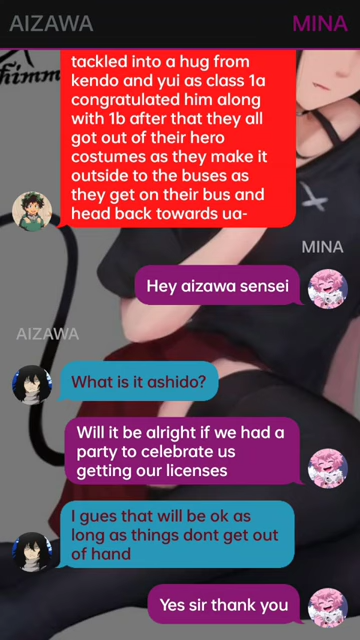 AIZAWA
MINA
himm
tackled into a hug from
kendo and yui as class 1a
congratulated him along
with 1b after that they all
got out of their hero
costumes as they make it
outside to the buses as
they get on their bus and
head back towards ua-
MINA
Hey aizawa sensei
AIZAWA
What is it ashido?
Will it be alright if we had a
party to celebrate us
getting our licenses
I gues that will be ok as
long as things dont get out
of hand
Yes sir thank you